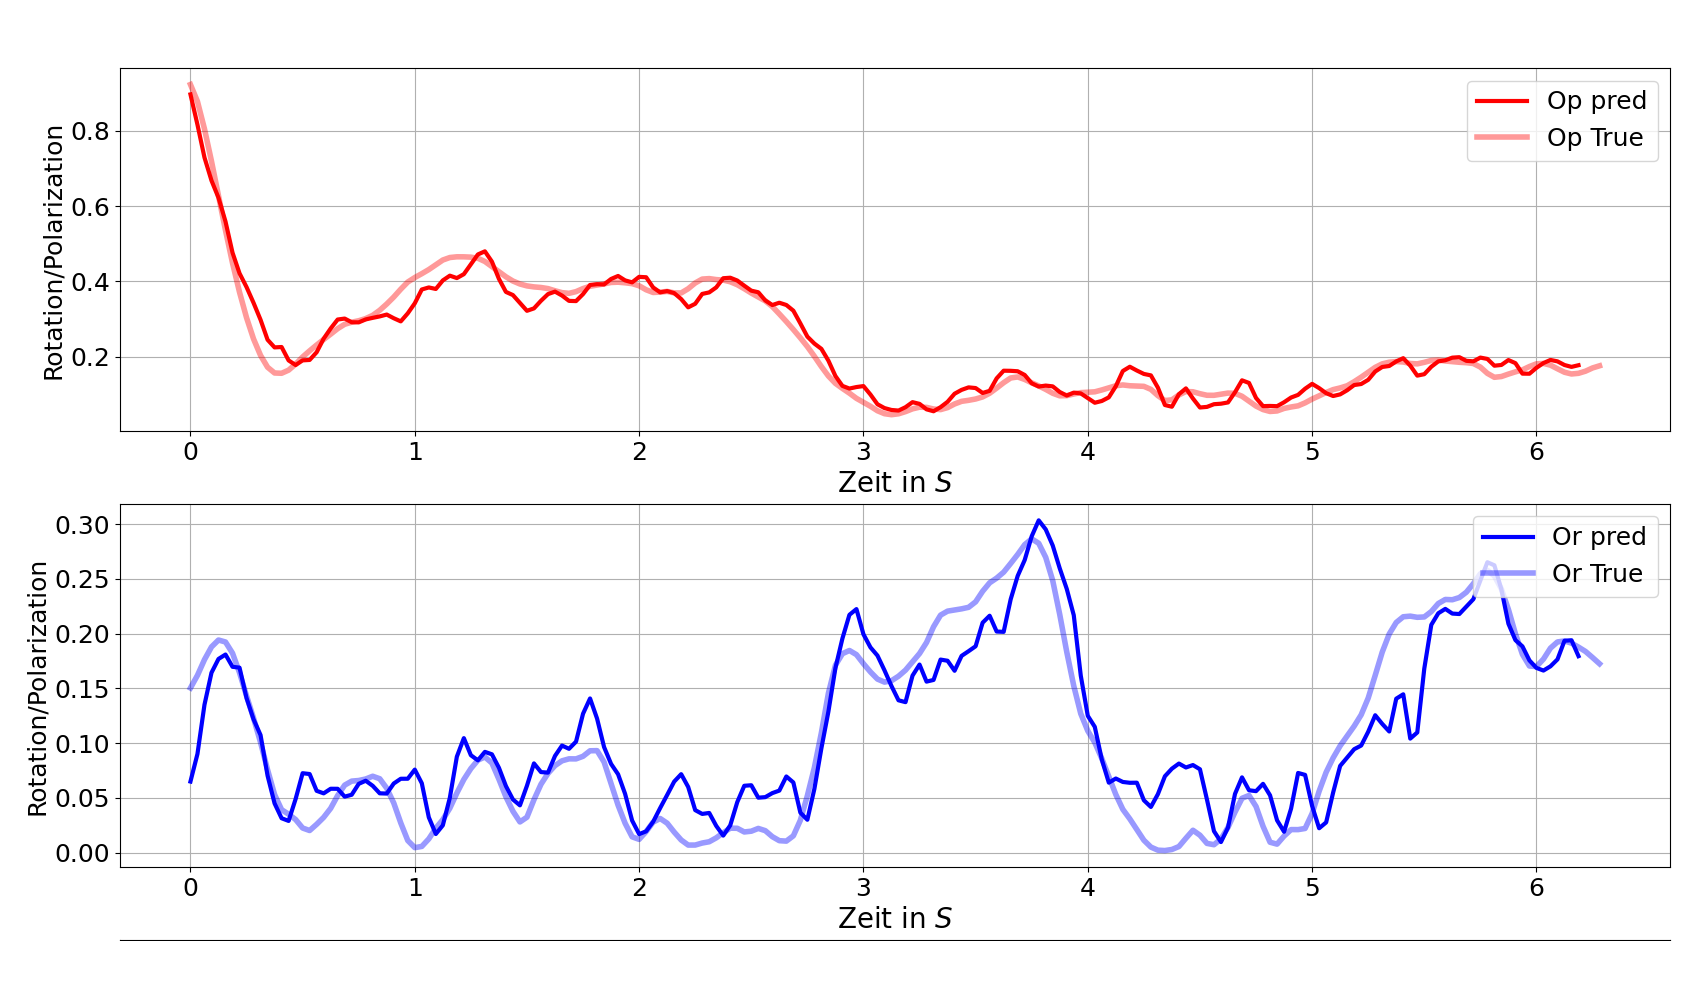 Rotation/Polarization
0.8
0.6
0.4
0.2
Op pred
Op True
0 1 2 3 4 5 6
Zeit in S
Rotation/Polarization
0.30
0.25
0.20
0.15
0.10
0.05
0.00
Or pred
Or True
0 1 2 3 4 5 6
Zeit in S